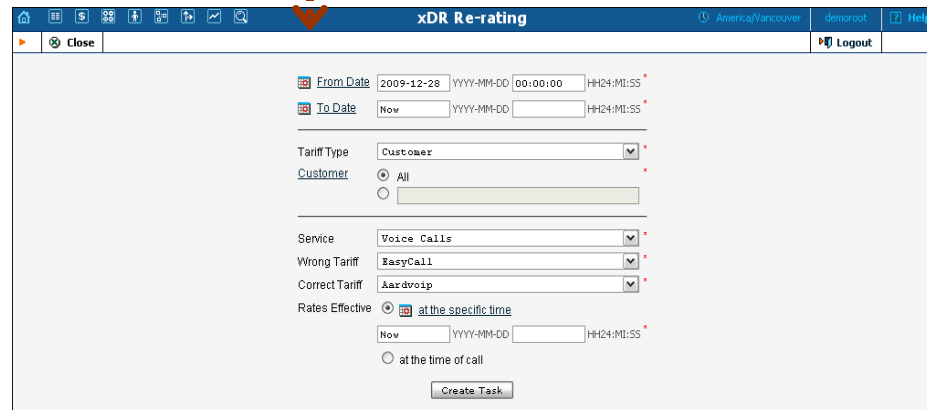 xDR Re-rating America/Vancouver demoroot ? Help
Close Logout
From Date 2009-12-28 YYYY-MM-DD 00:00:00 HH24:MI:SS *
To Date Now YYYY-MM-DD HH24:MI:SS *
Tariff Type Customer *
Customer All *
Service Voice Calls *
Wrong Tariff EasyCall *
Correct Tariff Aardvoip *
Rates Effective at the specific time
Now YYYY-MM-DD HH24:MI:SS *
at the time of call
Create Task